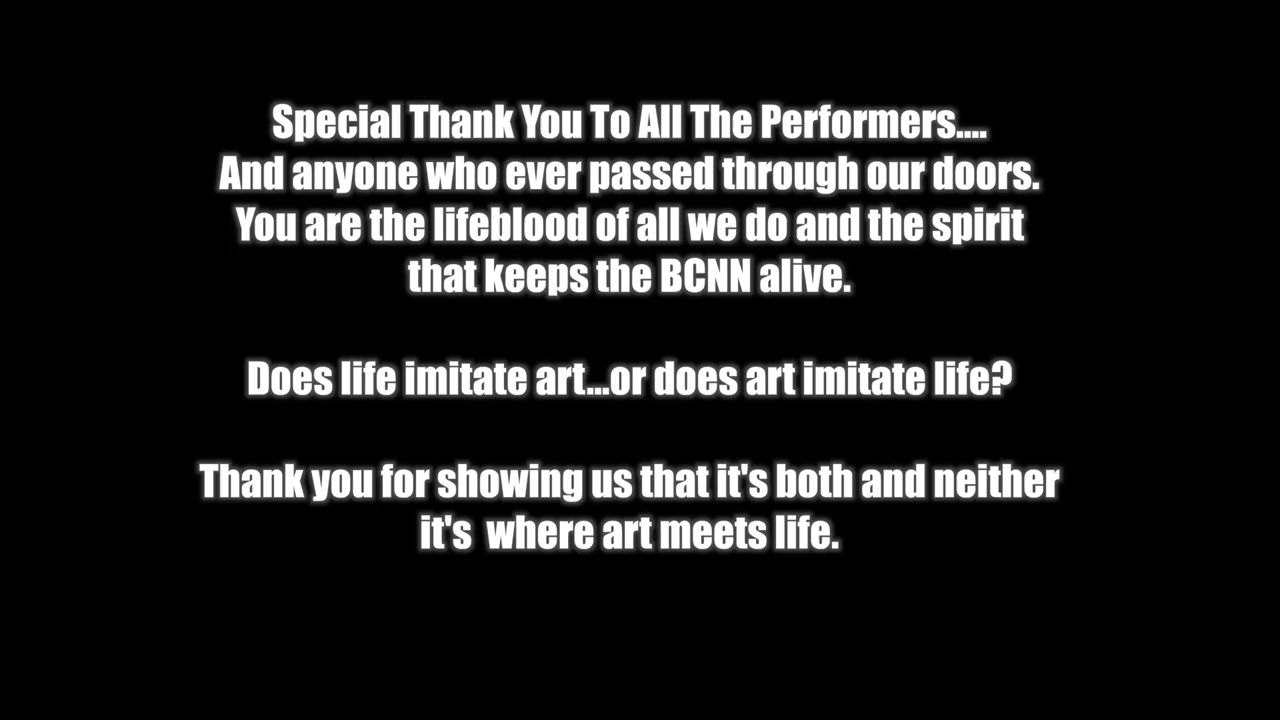 Special Thank You To All The Performers....
And anyone who ever passed through our doors.
You are the lifeblood of all we do and the spirit
that keeps the BCNN alive.
Does life imitate art...or does art imitate life?
Thank you for showing us that it's both and neither
it's  where art meets life.